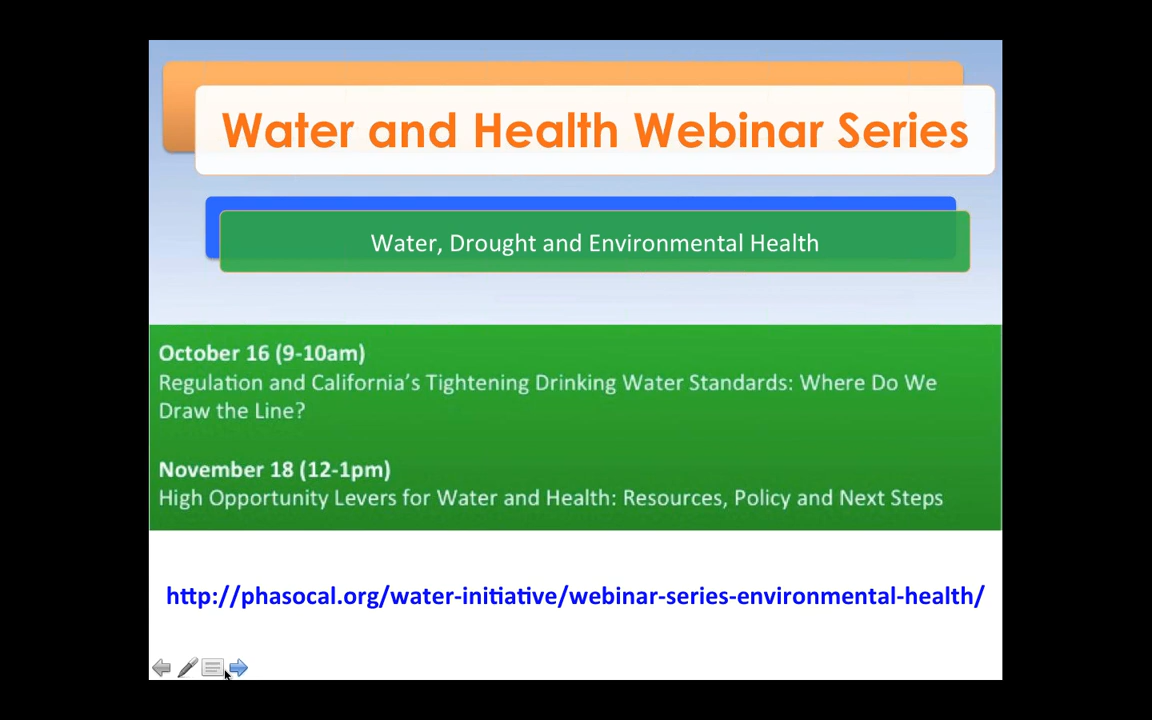 Water and Health Webinar Series
Water, Drought and Environmental Health
October 16 (9-10am)
Regulation and California’s Tightening Drinking Water Standards: Where Do We
Draw the Line?
November 18 (12-1pm)
High Opportunity Levers for Water and Health: Resources, Policy and Next Steps
http://phasocal.org/water-initiative/webinar-series-environmental-health/